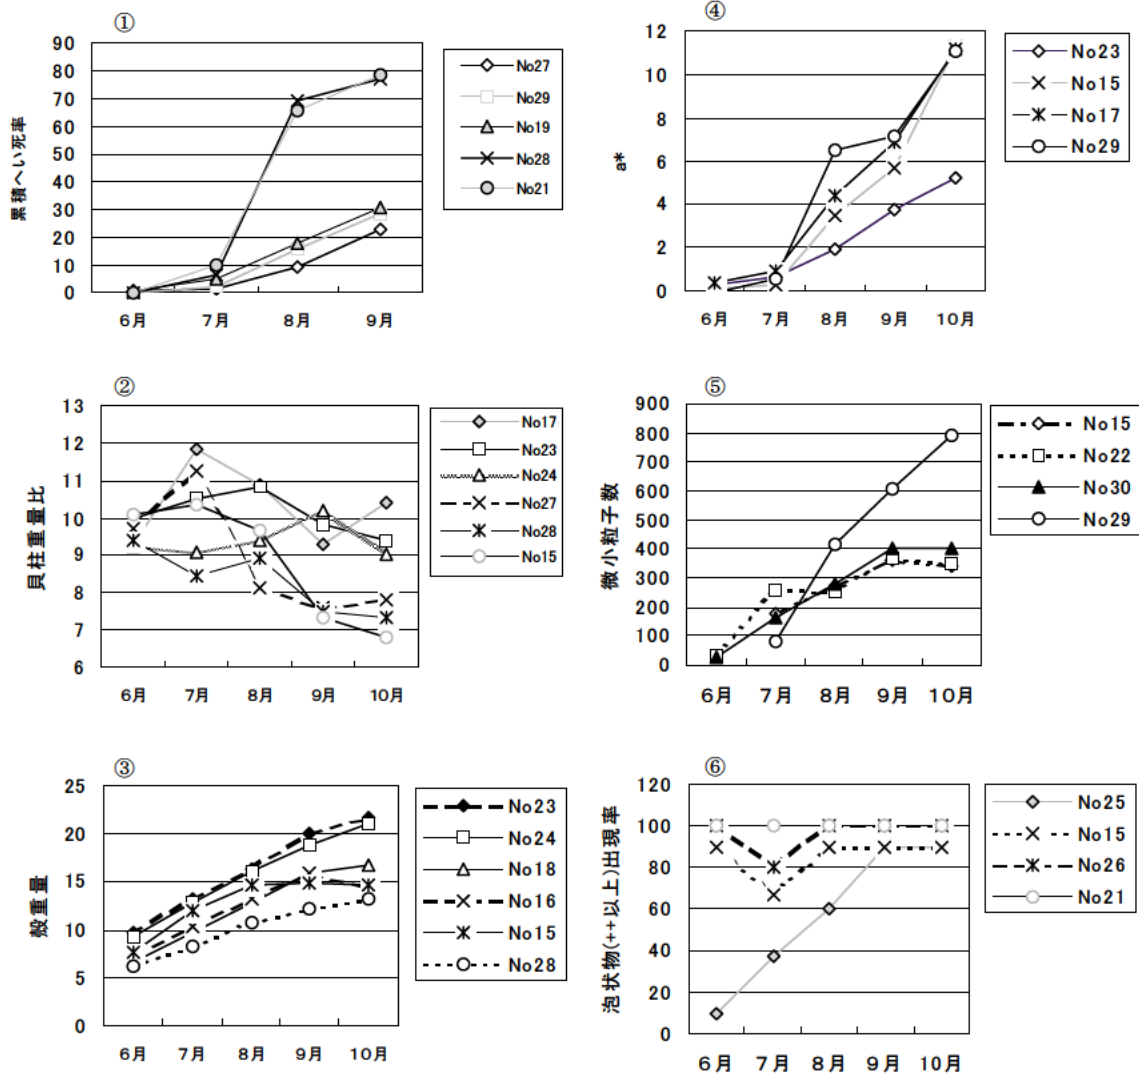 ①
90
80
70
60
50
40
30
20
10
0
累積へい死率
6月 7月 8月 9月
No27
No29
No19
No28
No21
④
12
10
8
6
4
2
0
a*
6月 7月 8月 9月 10月
No23
No15
No17
No29
②
13
12
11
10
9
8
7
6
貝柱重量比
6月 7月 8月 9月 10月
No17
No23
No24
No27
No28
No15
⑤
900
800
700
600
500
400
300
200
100
0
微小粒子数
6月 7月 8月 9月 10月
No15
No22
No30
No29
③
25
20
15
10
5
0
殻重量
6月 7月 8月 9月 10月
No23
No24
No18
No16
No15
No28
⑥
120
100
80
60
40
20
0
泡状物(++以上)出現率
6月 7月 8月 9月 10月
No25
No15
No26
No21